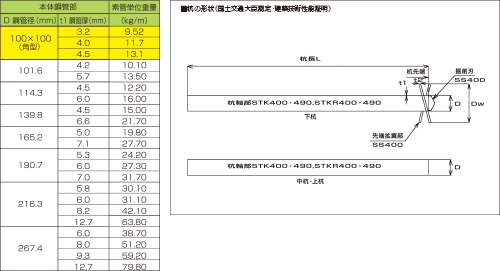 本体鋼管部 素管単位重量
D 鋼管径(mm) t1 鋼管厚(mm) (kg/m)
100×100 (角型) 3.2 9.52
4.0 11.7
4.5 13.1
101.6 4.2 10.10
5.7 13.50
114.3 4.5 12.20
6.0 16.00
139.8 4.5 15.00
6.6 21.70
165.2 5.0 19.80
7.1 27.70
190.7 5.3 24.20
6.0 27.30
7.0 31.70
216.3 5.8 30.10
6.0 31.10
8.2 42.10
12.7 63.80
267.4 6.0 38.70
8.0 51.20
9.3 59.20
12.7 79.80
■杭の形状(国土交通大臣認定・建築技術性能証明)
杭長L
杭先端
t1
t2
掘削刃
SS400
杭軸部STK400・490,STKR400・490
D
Dw
下杭
先端拡翼部
SS400
杭軸部STK400・490,STKR400・490
D
中杭・上杭